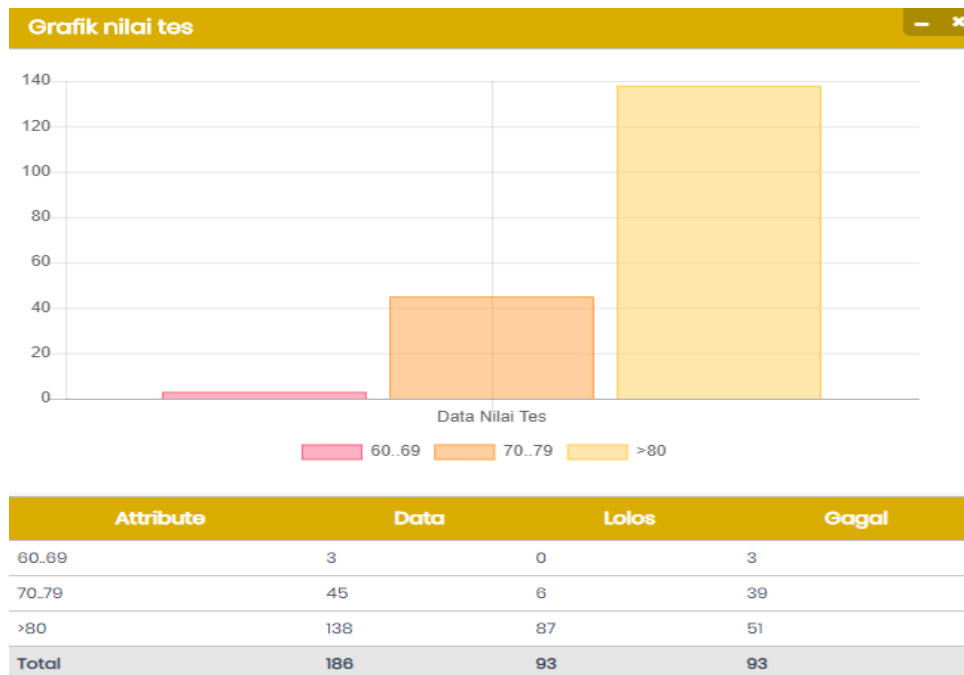 Grafik nilai tes
140
120
100
80
60
40
20
0
Data Nilai Tes
60..69 70..79 >80
Attribute Data Lolos Gagal
60..69 3 0 3
70..79 45 6 39
>80 138 87 51
Total 186 93 93